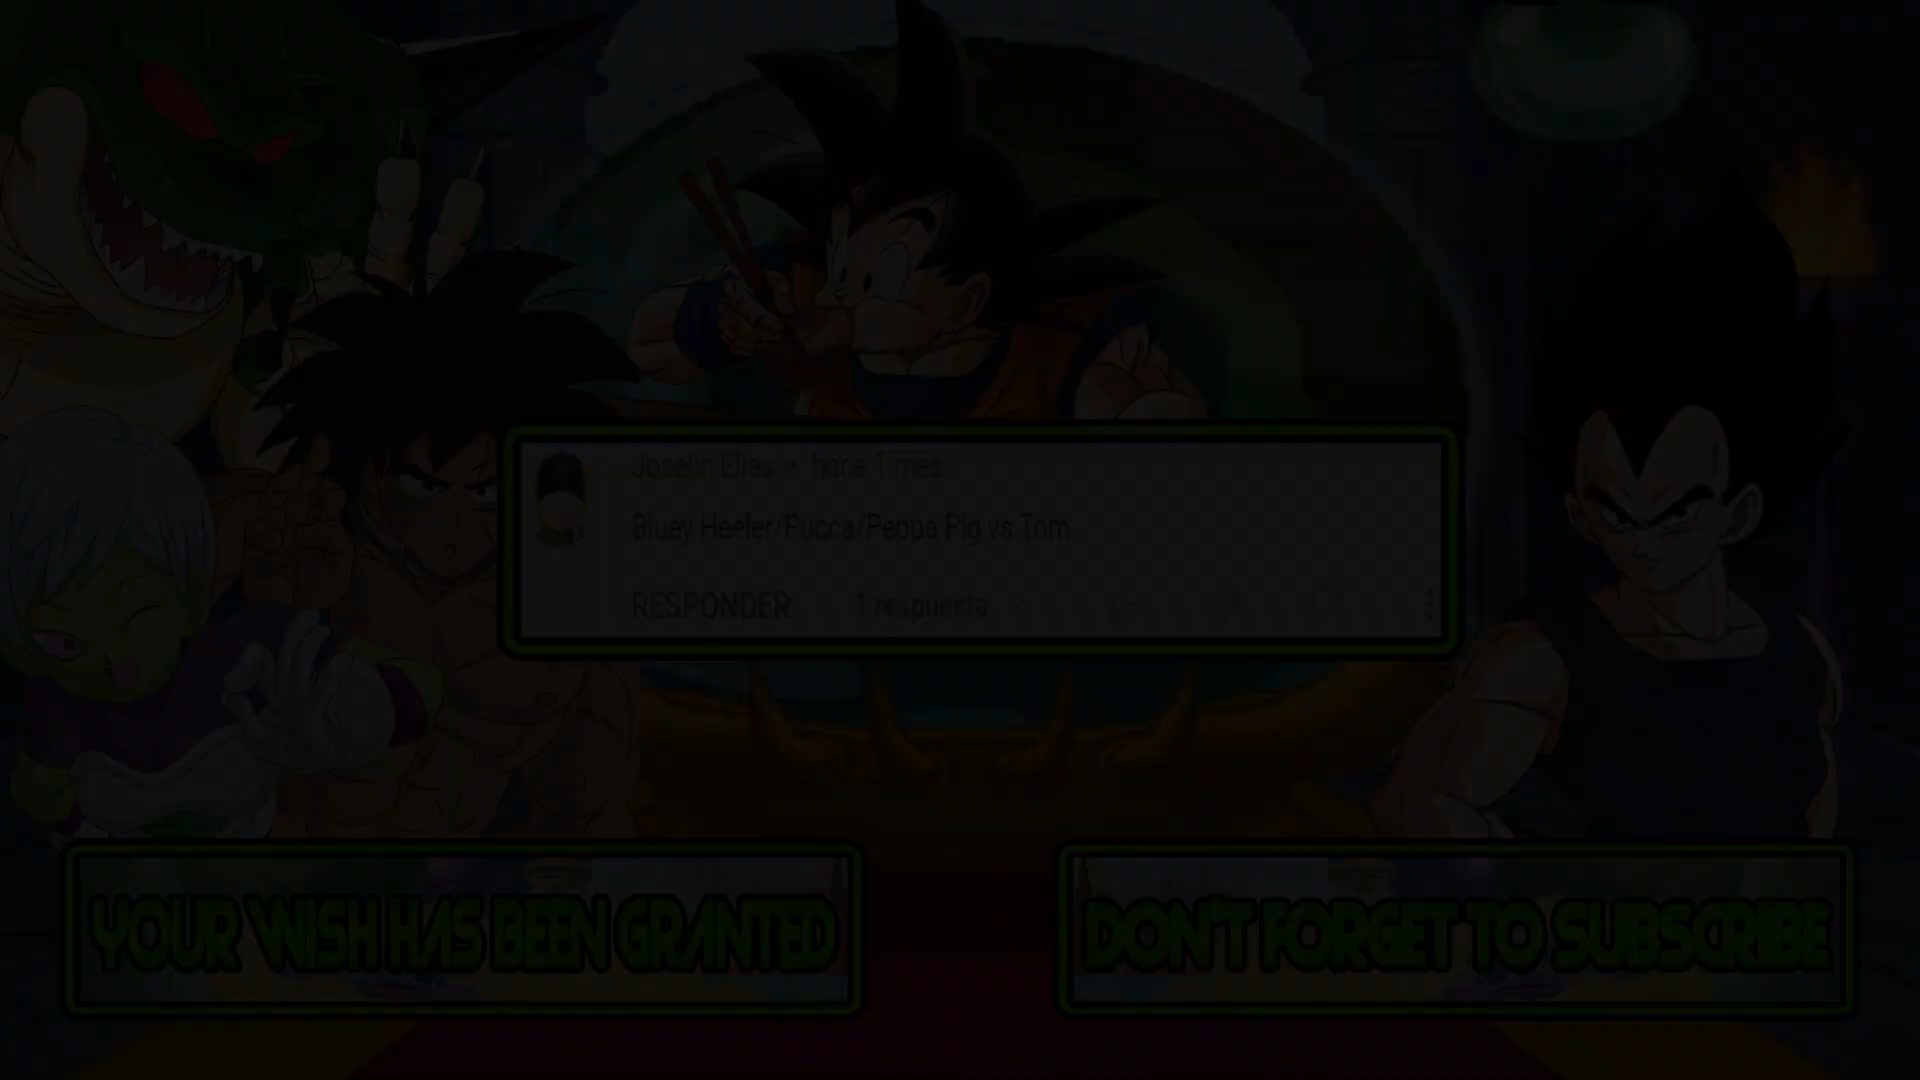 Joselin Elias • hace 1 mes
Bluey Heeler/Pucca/Peppa Pig vs Tom
RESPONDER 1 respuesta
YOUR WISH HAS BEEN GRANTED
DON'T FORGET TO SUBSCRIBE